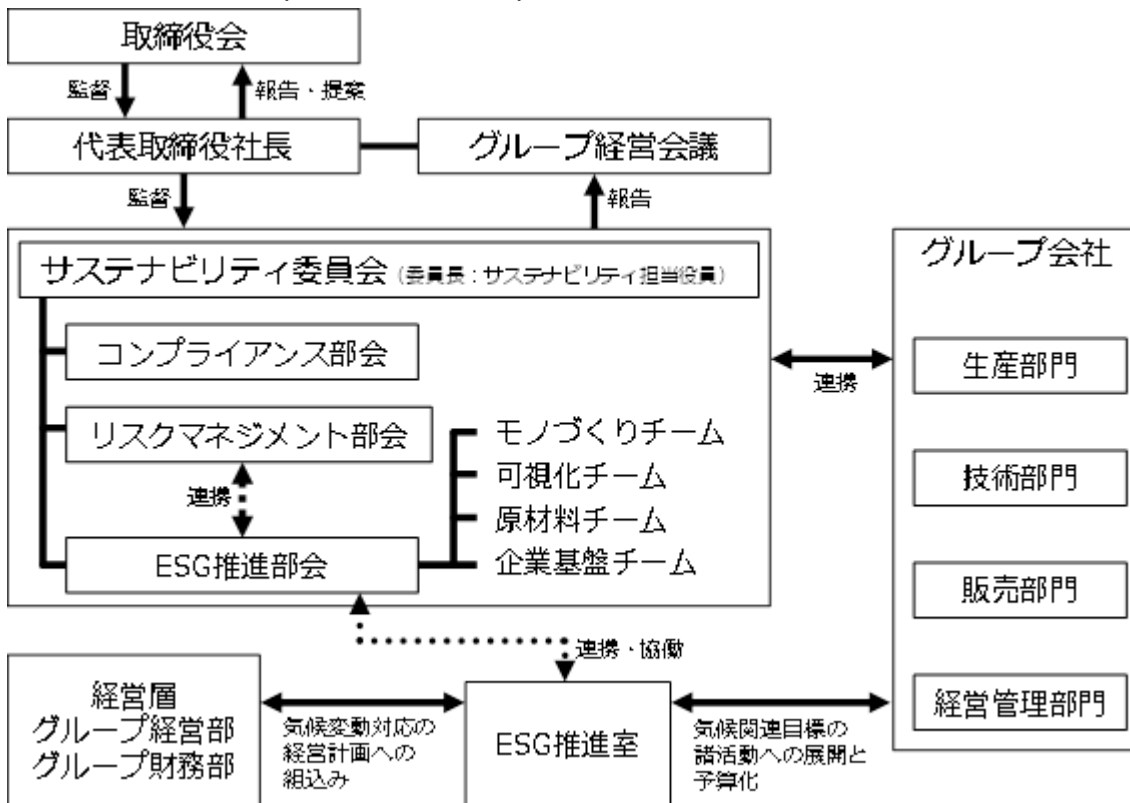 取締役会
監督
報告・提案
代表取締役社長
グループ経営会議
監督
報告
サステナビリティ委員会(委員長:サステナビリティ担当役員)
コンプライアンス部会
リスクマネジメント部会
連携
ESG推進部会
モノづくりチーム
可視化チーム
原材料チーム
企業基盤チーム
連携
グループ会社
生産部門
技術部門
販売部門
経営管理部門
連携・協働
経営層
グループ経営部
グループ財務部
気候変動対応の
経営計画への
組込み
ESG推進室
気候関連目標の
諸活動への展開と
予算化